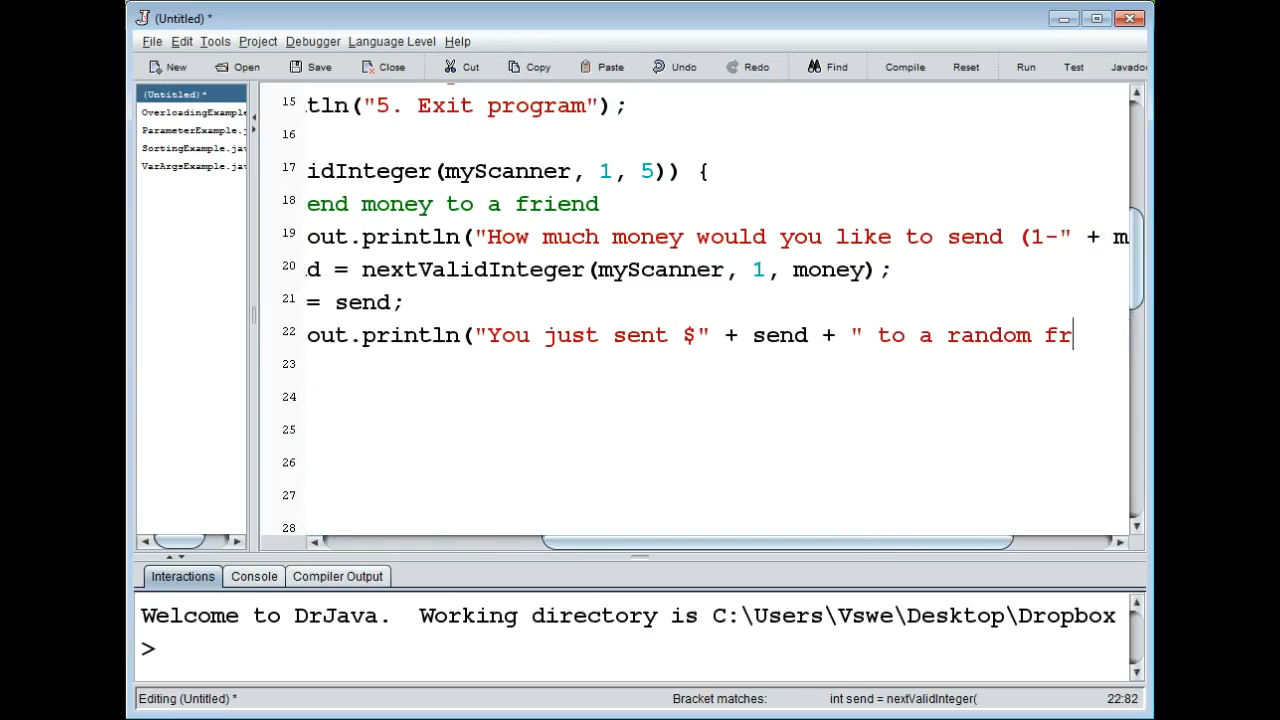 (Untitled) *
File Edit Tools Project Debugger Language Level Help
New Open Save Close Cut Copy Paste Undo Redo Find Compile Reset Run Test Javado
(Untitled)*
OverloadingExample
ParameterExample.j
SortingExample.jav
VarArgsExample.jav
15 tln("5. Exit program");
16
17 idInteger(myScanner, 1, 5)) {
18 end money to a friend
19 out.println("How much money would you like to send (1-" + m
20 d = nextValidInteger(myScanner, 1, money);
21 = send;
22 out.println("You just sent $" + send + " to a random fr
23
24
25
26
27
28
Interactions Console Compiler Output
Welcome to DrJava. Working directory is C:\Users\Vswe\Desktop\Dropbox
>
Editing (Untitled) * Bracket matches: int send = nextValidInteger( 22:82